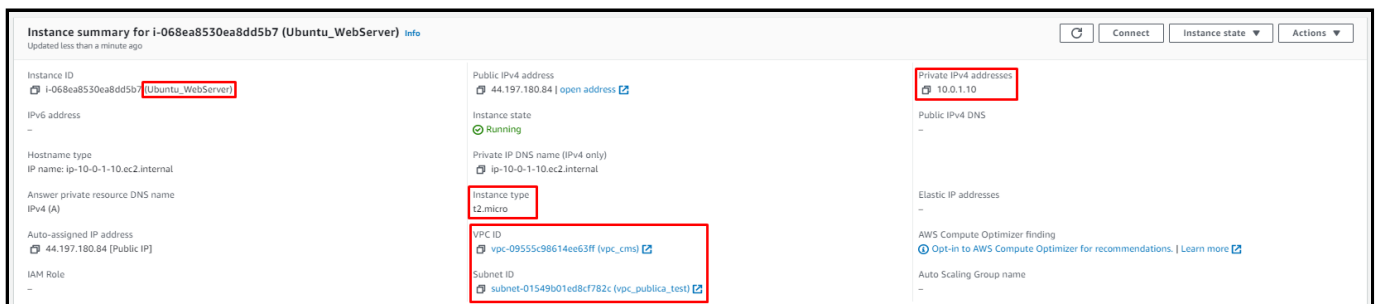 Instance summary for i-068ea8530ea8dd5b7 (Ubuntu_WebServer) Info
Updated less than a minute ago
Connect
Instance state ▼
Actions ▼
Instance ID
i-068ea8530ea8dd5b7 (Ubuntu_WebServer)
Public IPv4 address
44.197.180.84 | open address
Private IPv4 addresses
10.0.1.10
IPv6 address
–
Instance state
Running
Public IPv4 DNS
–
Hostname type
IP name: ip-10-0-1-10.ec2.internal
Private IP DNS name (IPv4 only)
ip-10-0-1-10.ec2.internal
Answer private resource DNS name
IPv4 (A)
Instance type
t2.micro
Elastic IP addresses
–
Auto-assigned IP address
44.197.180.84 [Public IP]
VPC ID
vpc-09555c98614ee63ff (vpc_cms)
AWS Compute Optimizer finding
Opt-in to AWS Compute Optimizer for recommendations. | Learn more
IAM Role
–
Subnet ID
subnet-01549b01ed8cf782c (vpc_publica_test)
Auto Scaling Group name
–